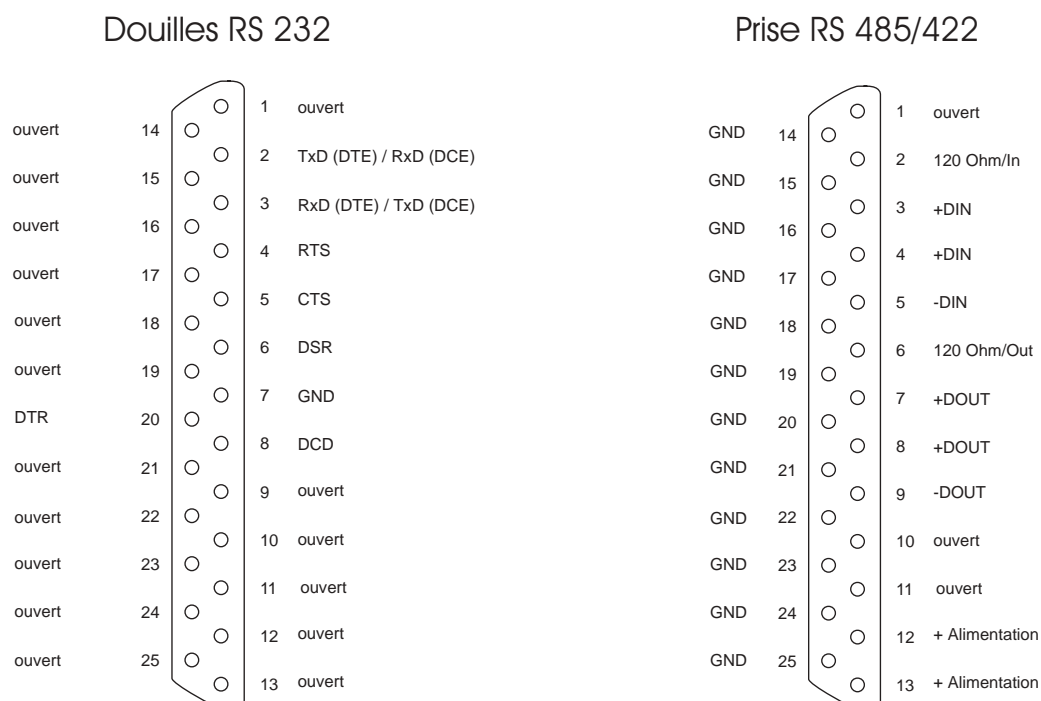 Douilles RS 232
1 ouvert
ouvert 14
2 TxD (DTE) / RxD (DCE)
ouvert 15
3 RxD (DTE) / TxD (DCE)
ouvert 16
4 RTS
ouvert 17
5 CTS
ouvert 18
6 DSR
ouvert 19
7 GND
DTR 20
8 DCD
ouvert 21
9 ouvert
ouvert 22
10 ouvert
ouvert 23
11 ouvert
ouvert 24
12 ouvert
ouvert 25
13 ouvert
Prise RS 485/422
1 ouvert
GND 14
2 120 Ohm/In
GND 15
3 +DIN
GND 16
4 +DIN
GND 17
5 -DIN
GND 18
6 120 Ohm/Out
GND 19
7 +DOUT
GND 20
8 +DOUT
GND 21
9 -DOUT
GND 22
10 ouvert
GND 23
11 ouvert
GND 24
12 + Alimentation
GND 25
13 + Alimentation